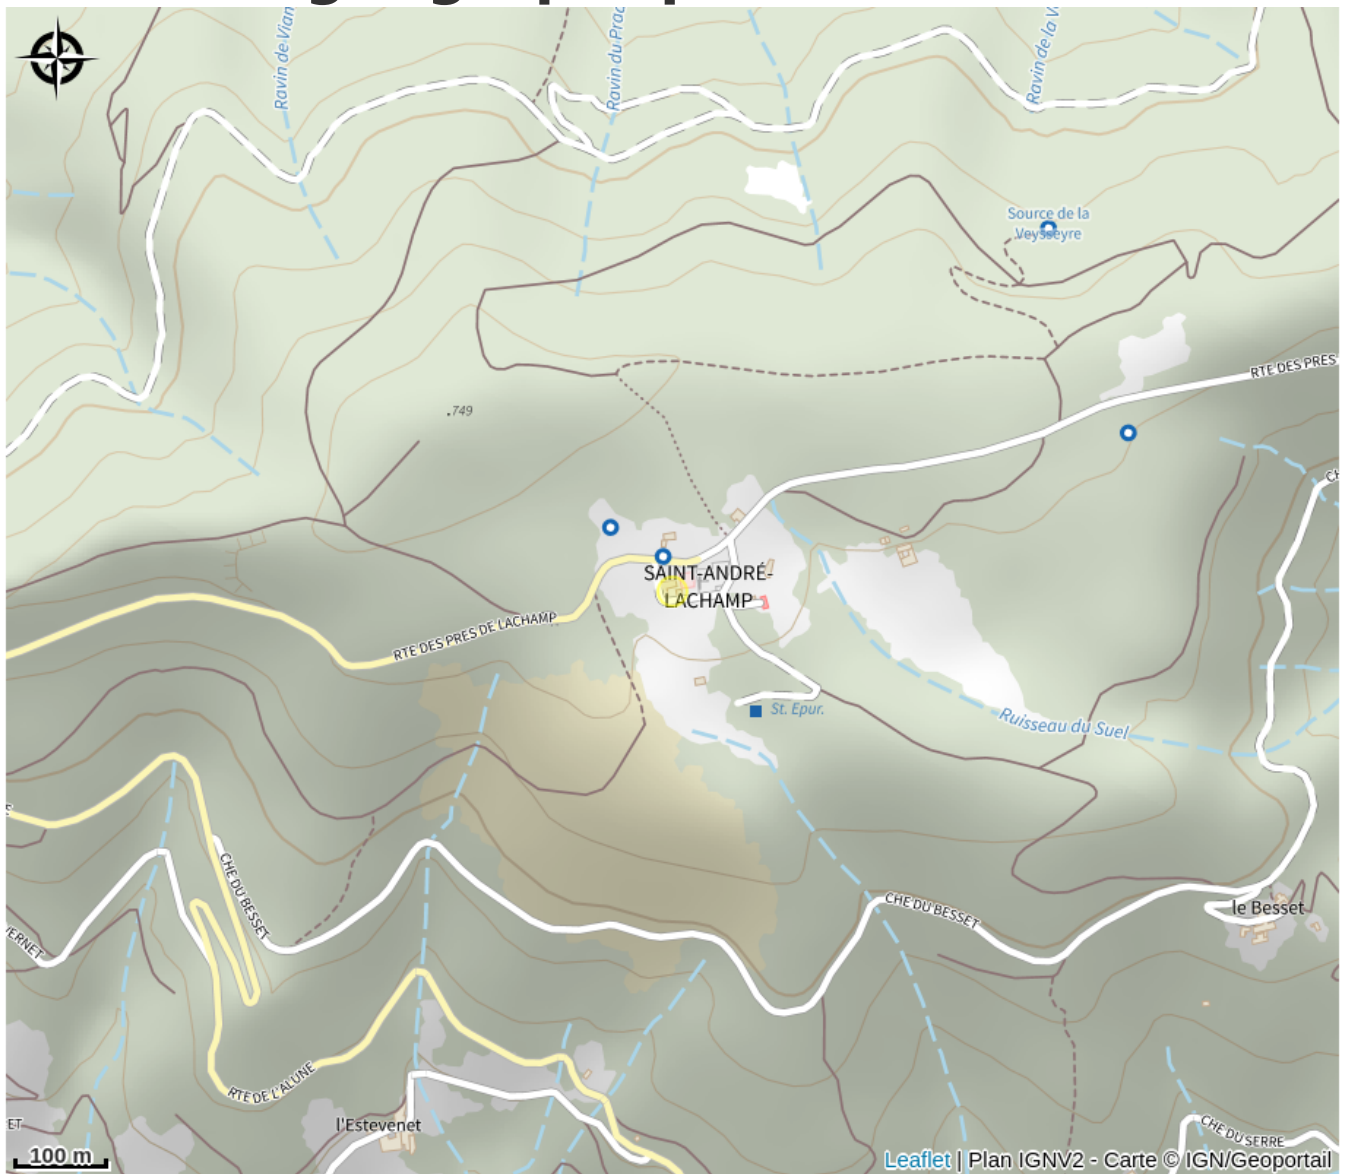 Ravin de Vian
Ravin du Prad
Ravin de la V
Source de la
Veysseyre
RTE DES PRES
.749
SAINT-ANDRÉ-
LACHAMP
RTE DES PRES DE LACHAMP
St. Epur.
Ruisseau du Suel
CHE DU BESSET
CHE DU BESSET
le Besset
VERNET
RTE DE L'ALUNE
l'Estevenet
ET
CHE DU SERRE
100 m
Leaflet | Plan IGNV2 - Carte © IGN/Geoportail